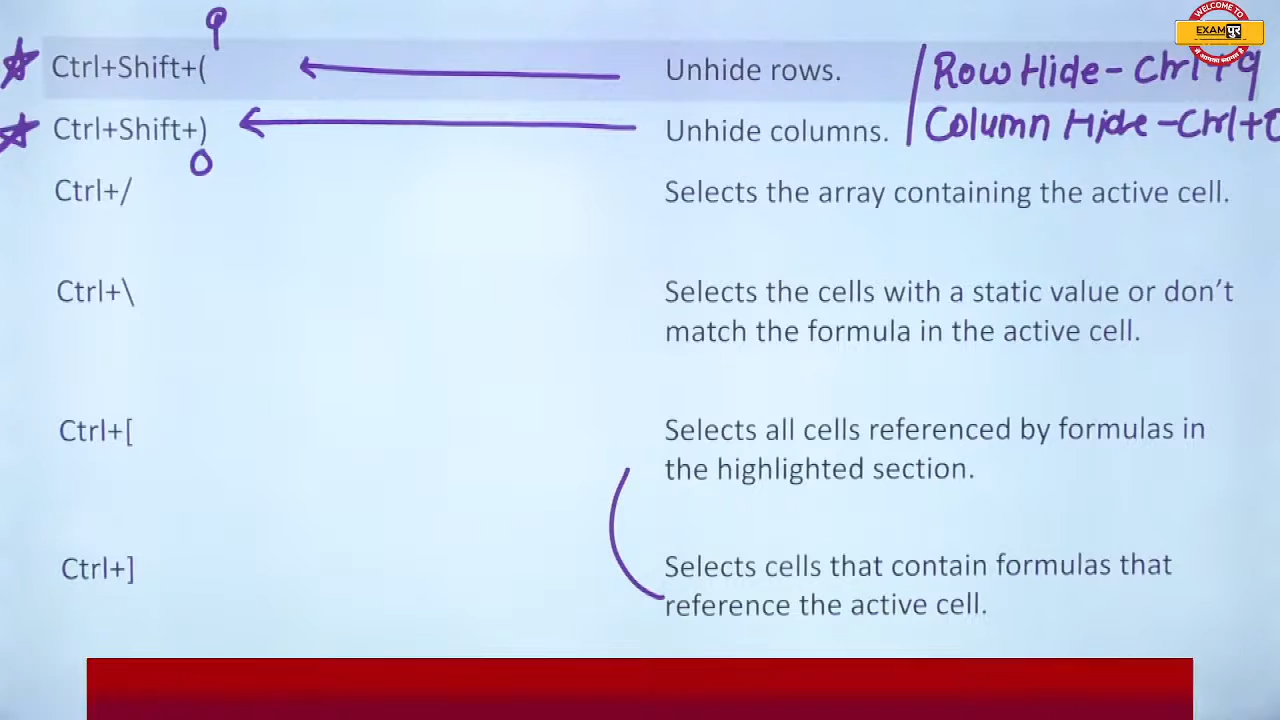 9
WELCOME TO
EXAM पुर
Ctrl+Shift+( Unhide rows. Row Hide - Ctrl + 9
Ctrl+Shift+) Unhide columns. Column Hide - Ctrl + 0
0
Ctrl+/ Selects the array containing the active cell.
Ctrl+\ Selects the cells with a static value or don’t
match the formula in the active cell.
Ctrl+[ Selects all cells referenced by formulas in
the highlighted section.
Ctrl+] Selects cells that contain formulas that
reference the active cell.